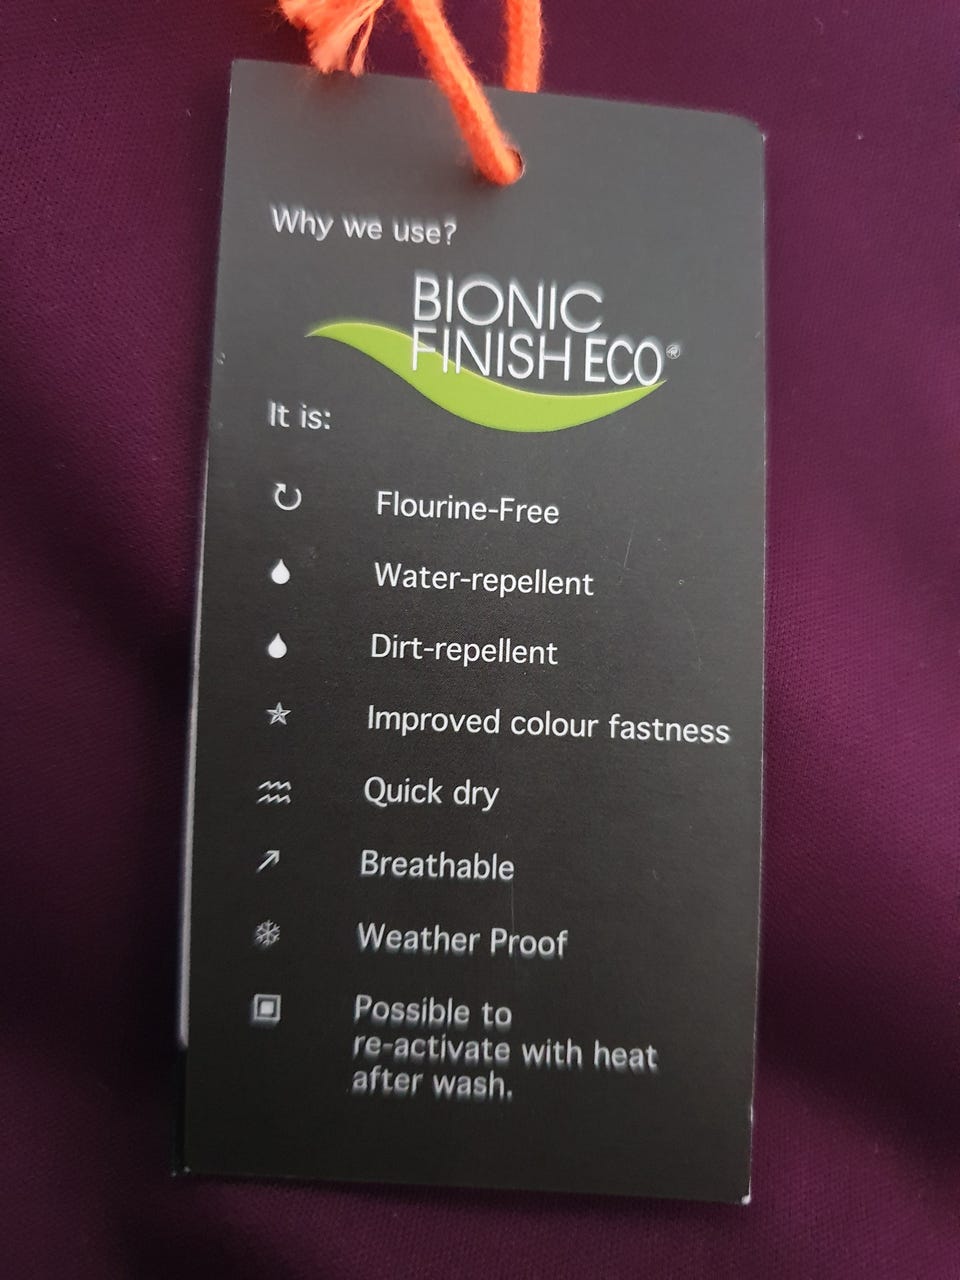 Why we use?
BIONIC
FINISH ECO®
It is:
Flourine-Free
Water-repellent
Dirt-repellent
Improved colour fastness
Quick dry
Breathable
Weather Proof
Possible to
re-activate with heat
after wash.